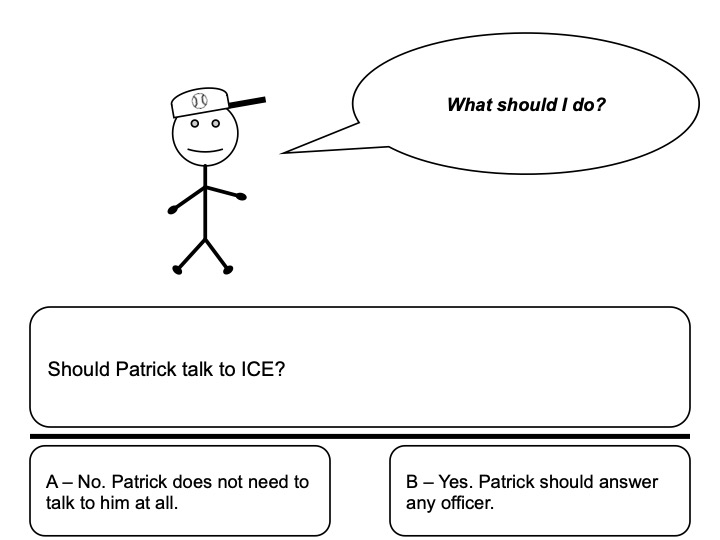 What should I do?
Should Patrick talk to ICE?
A – No. Patrick does not need to
talk to him at all.
B – Yes. Patrick should answer
any officer.